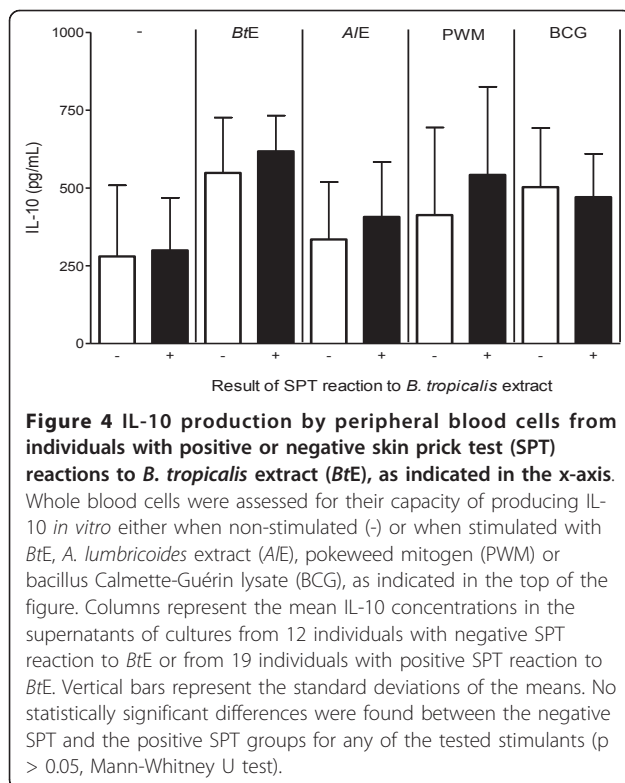 1000
- BtE AlE PWM BCG
750
500
250
0
IL-10 (pg/mL)
- + - + - + - + - +
Result of SPT reaction to B. tropicalis extract
Figure 4 IL-10 production by peripheral blood cells from
individuals with positive or negative skin prick test (SPT)
reactions to B. tropicalis extract (BtE), as indicated in the x-axis.
Whole blood cells were assessed for their capacity of producing IL-
10 in vitro either when non-stimulated (-) or when stimulated with
BtE, A. lumbricoides extract (AlE), pokeweed mitogen (PWM) or
bacillus Calmette-Guérin lysate (BCG), as indicated in the top of the
figure. Columns represent the mean IL-10 concentrations in the
supernatants of cultures from 12 individuals with negative SPT
reaction to BtE or from 19 individuals with positive SPT reaction to
BtE. Vertical bars represent the standard deviations of the means. No
statistically significant differences were found between the negative
SPT and the positive SPT groups for any of the tested stimulants (p
> 0.05, Mann-Whitney U test).